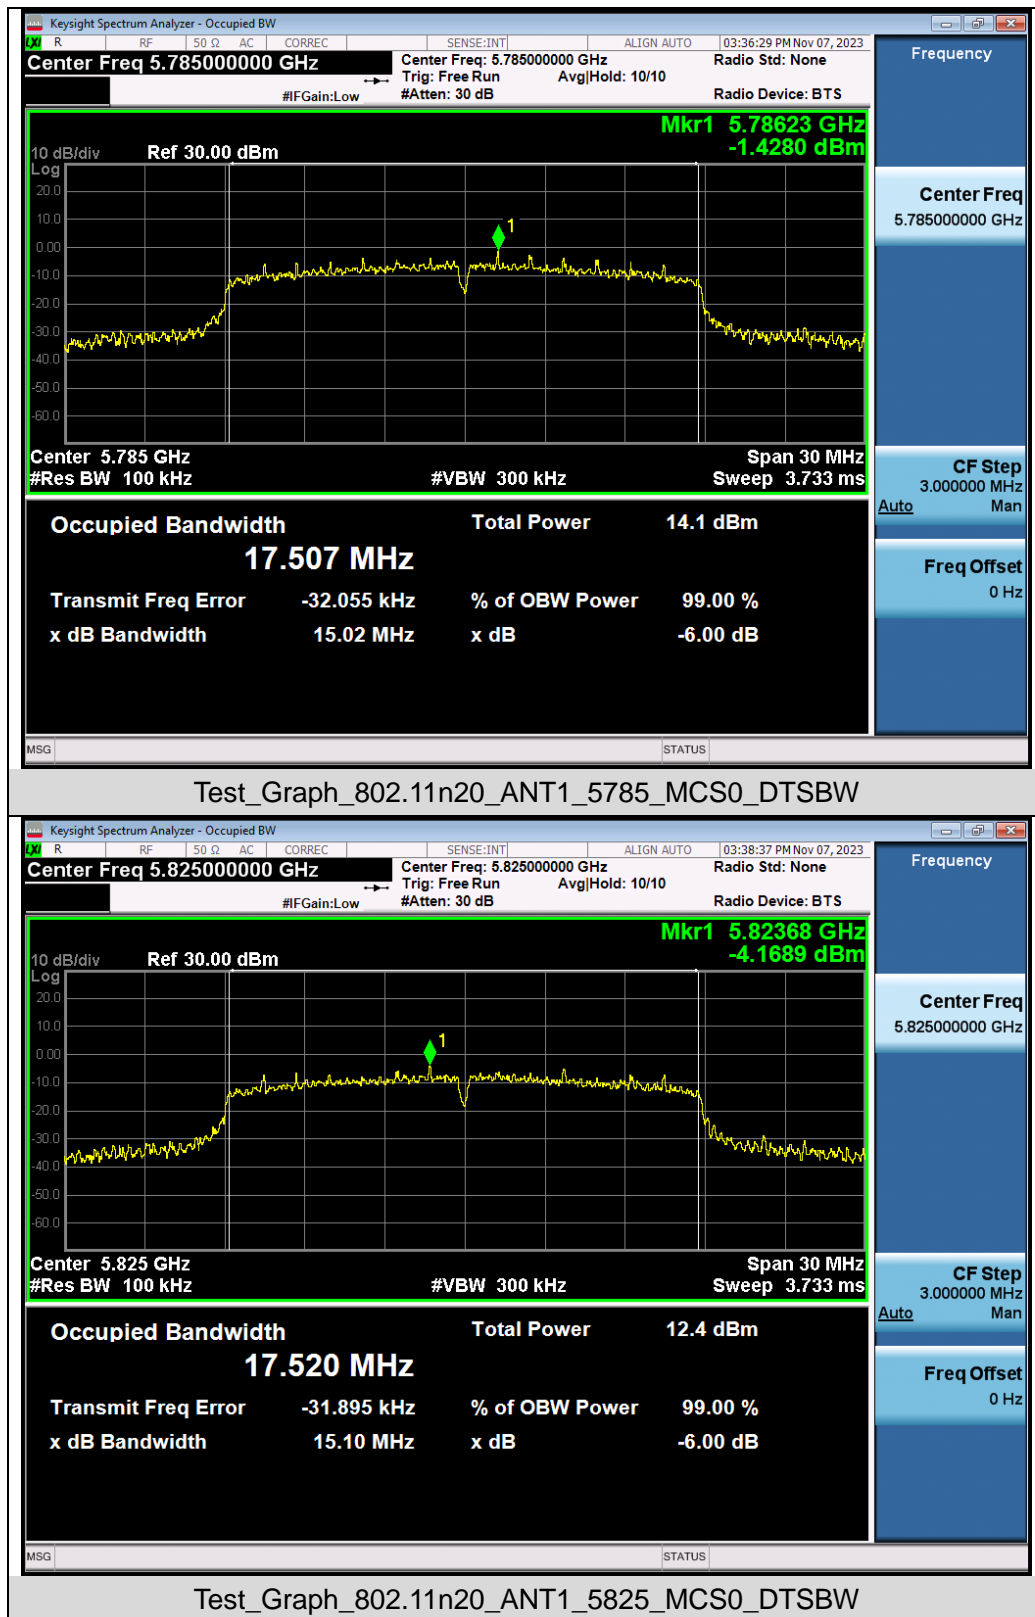 Keysight Spectrum Analyzer - Occupied BW
LXI R RF 50 Ω AC CORREC SENSE:INT ALIGN AUTO 03:36:29 PM Nov 07, 2023
Center Freq 5.785000000 GHz
Center Freq: 5.785000000 GHz
Radio Std: None
Trig: Free Run Avg|Hold: 10/10
#IFGain:Low #Atten: 30 dB Radio Device: BTS
Frequency
Mkr1 5.78623 GHz
-1.4280 dBm
10 dB/div Ref 30.00 dBm
Log
20.0
10.0
0.00
-10.0
-20.0
-30.0
-40.0
-50.0
-60.0
1
Center 5.785 GHz Span 30 MHz
#Res BW 100 kHz #VBW 300 kHz Sweep 3.733 ms
Center Freq
5.785000000 GHz
CF Step
3.000000 MHz
Auto Man
Freq Offset
0 Hz
Occupied Bandwidth Total Power 14.1 dBm
17.507 MHz
Transmit Freq Error -32.055 kHz % of OBW Power 99.00 %
x dB Bandwidth 15.02 MHz x dB -6.00 dB
MSG STATUS
Test_Graph_802.11n20_ANT1_5785_MCS0_DTSBW
Keysight Spectrum Analyzer - Occupied BW
LXI R RF 50 Ω AC CORREC SENSE:INT ALIGN AUTO 03:38:37 PM Nov 07, 2023
Center Freq 5.825000000 GHz
Center Freq: 5.825000000 GHz
Radio Std: None
Trig: Free Run Avg|Hold: 10/10
#IFGain:Low #Atten: 30 dB Radio Device: BTS
Frequency
Mkr1 5.82368 GHz
-4.1689 dBm
10 dB/div Ref 30.00 dBm
Log
20.0
10.0
0.00
-10.0
-20.0
-30.0
-40.0
-50.0
-60.0
1
Center 5.825 GHz Span 30 MHz
#Res BW 100 kHz #VBW 300 kHz Sweep 3.733 ms
Center Freq
5.825000000 GHz
CF Step
3.000000 MHz
Auto Man
Freq Offset
0 Hz
Occupied Bandwidth Total Power 12.4 dBm
17.520 MHz
Transmit Freq Error -31.895 kHz % of OBW Power 99.00 %
x dB Bandwidth 15.10 MHz x dB -6.00 dB
MSG STATUS
Test_Graph_802.11n20_ANT1_5825_MCS0_DTSBW